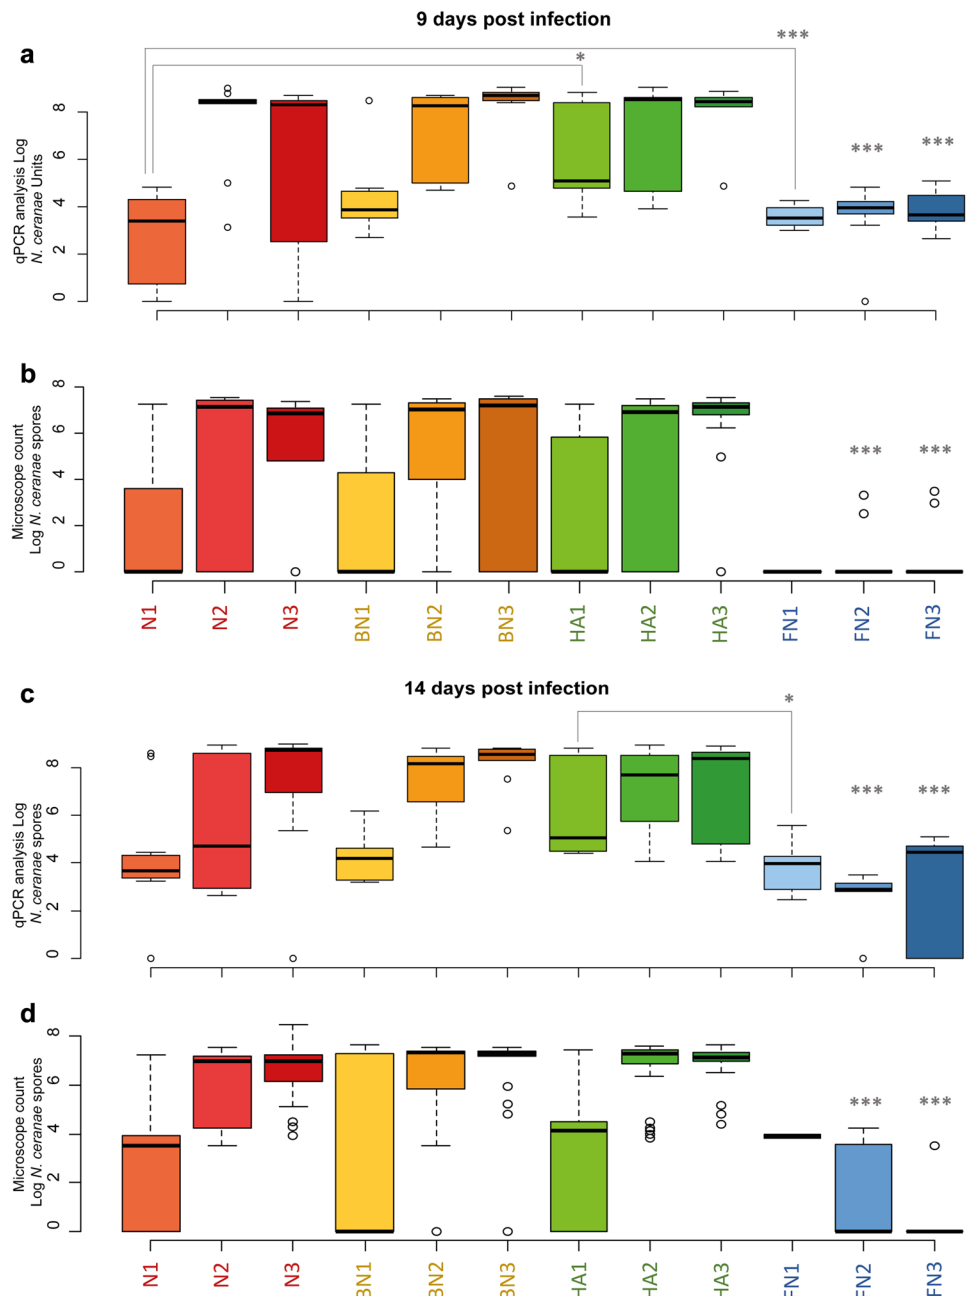 9 days post infection
a
***
*
***
***
qPCR analysis Log
N. ceranae Units
8
6
4
2
0
b
Microscope count
Log N. ceranae spores
8
6
4
2
0
***
***
N1
N2
N3
BN1
BN2
BN3
HA1
HA2
HA3
FN1
FN2
FN3
14 days post infection
c
*
***
***
qPCR analysis Log
N. ceranae spores
8
6
4
2
0
d
Microscope count
Log N. ceranae spores
8
6
4
2
0
***
***
N1
N2
N3
BN1
BN2
BN3
HA1
HA2
HA3
FN1
FN2
FN3